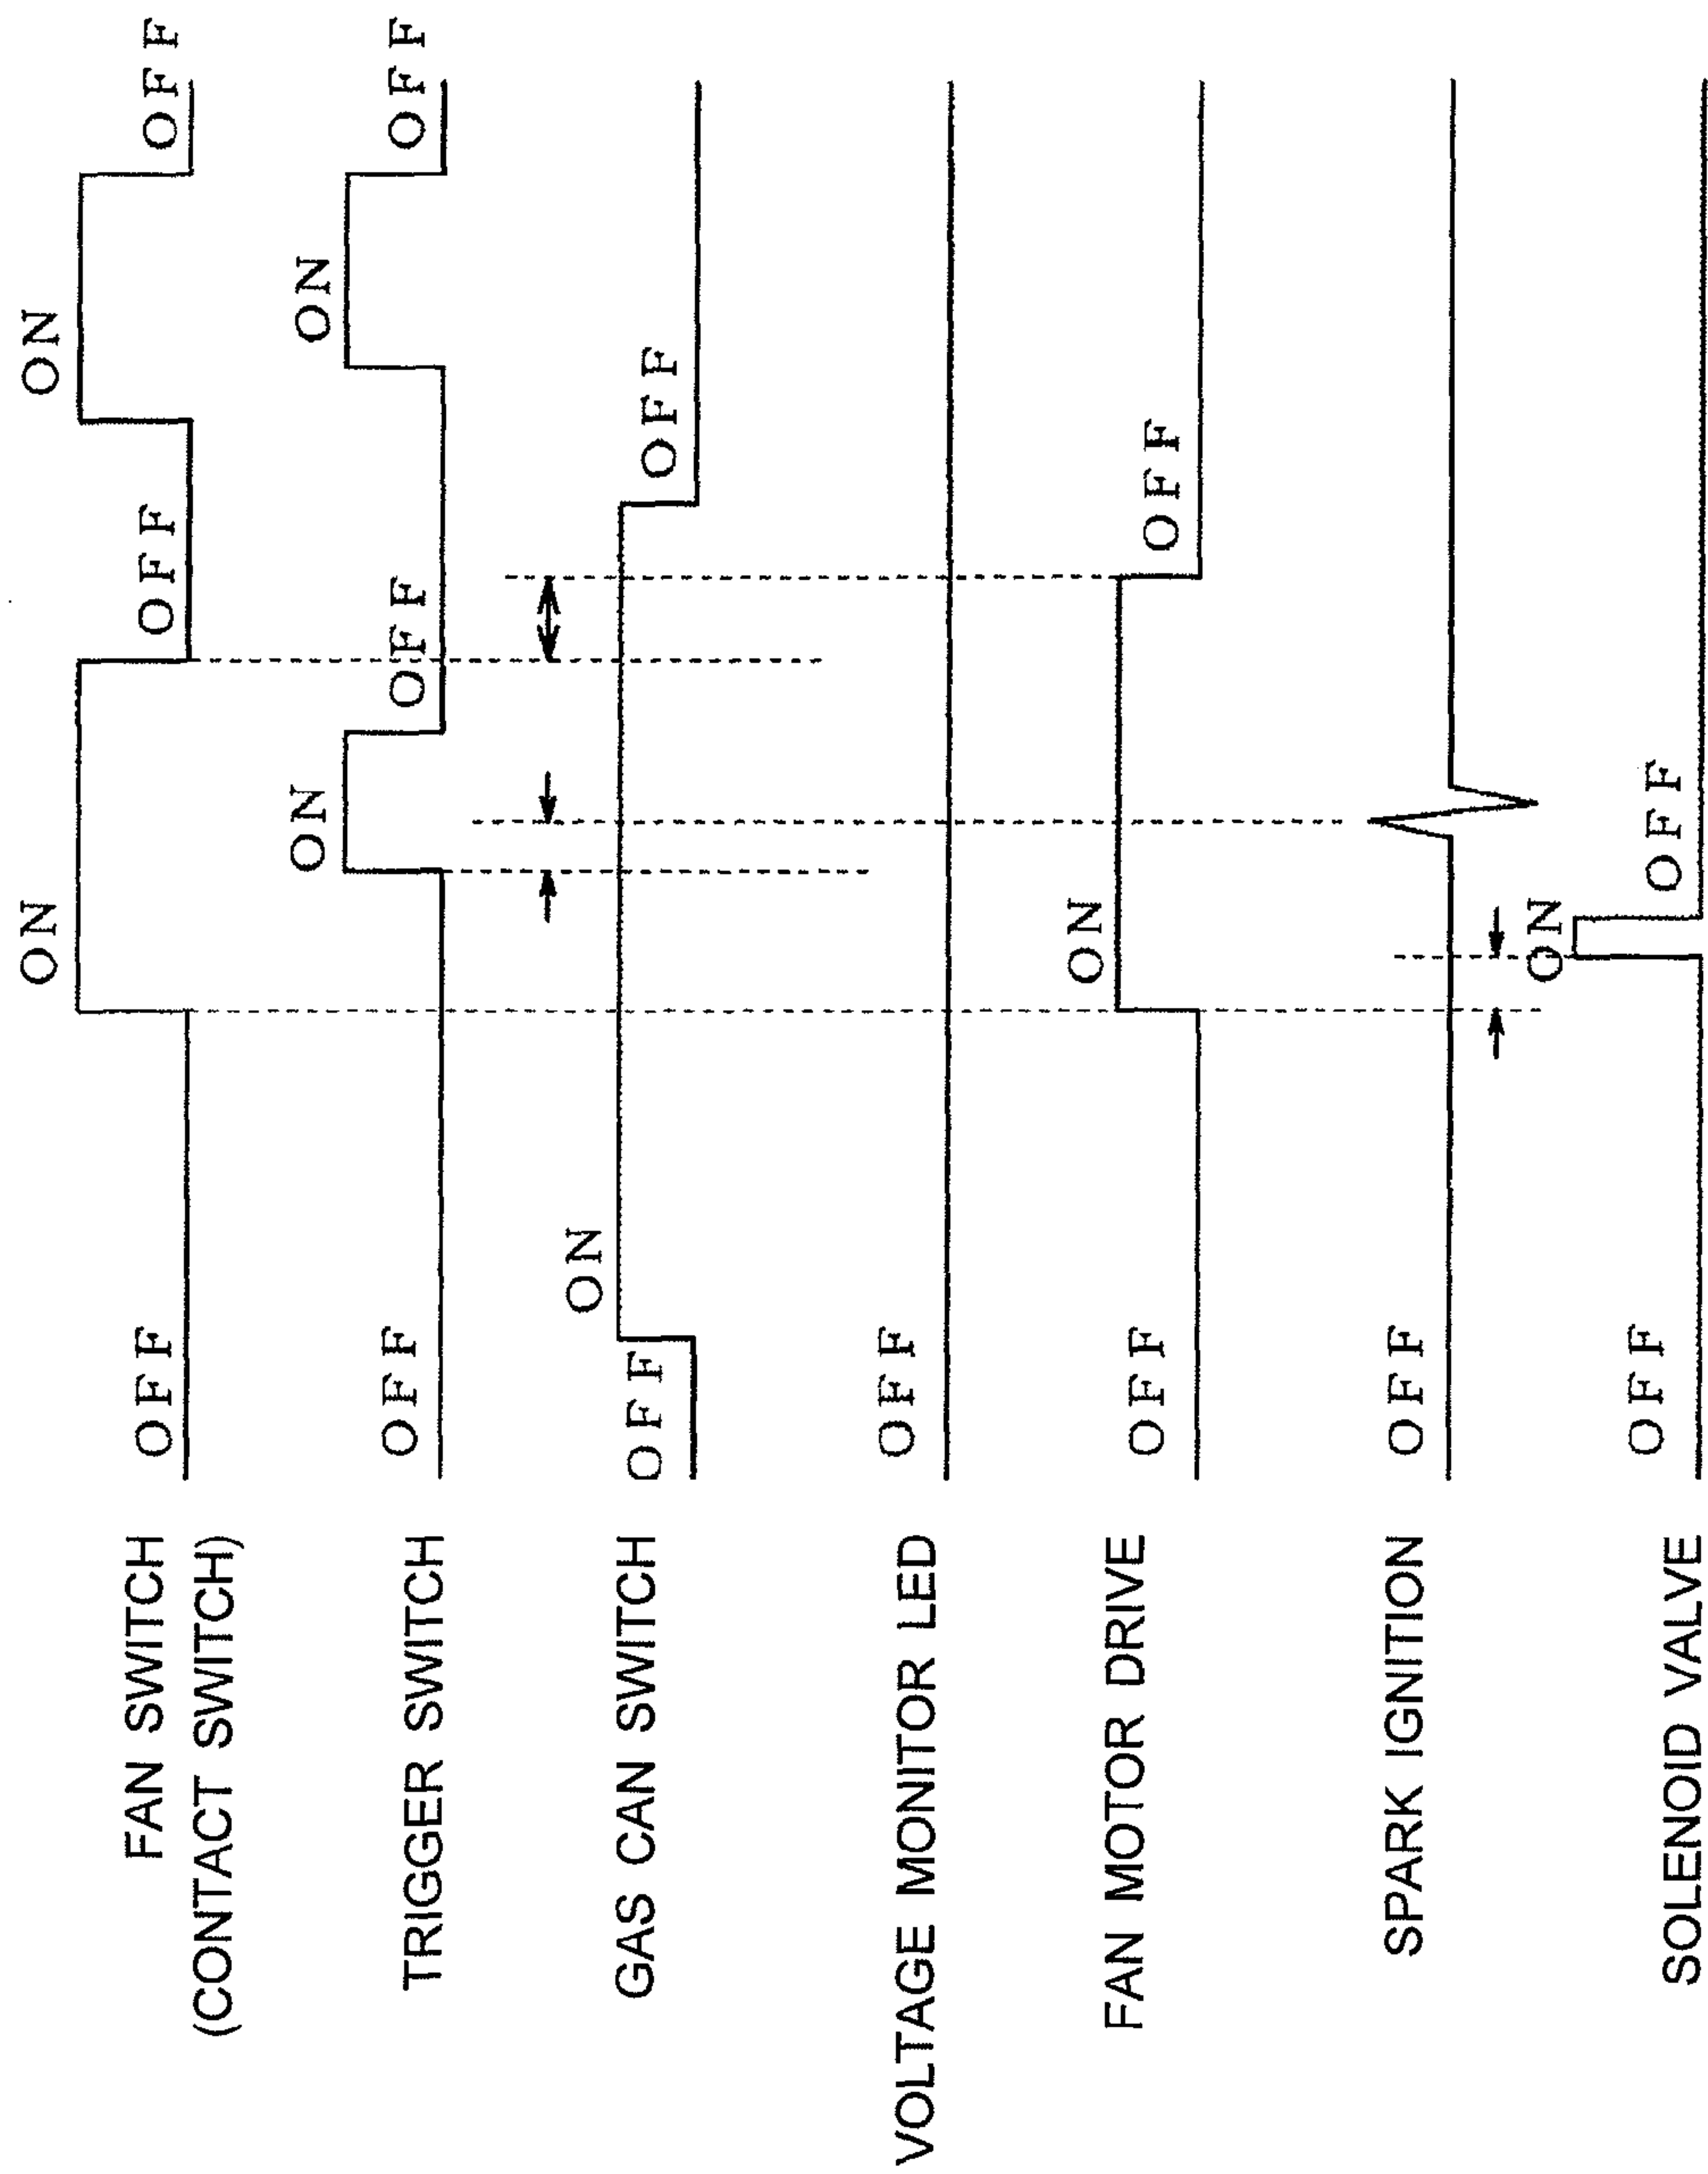 FAN SWITCH
(CONTACT SWITCH)
OFF
ON
OFF
ON
OFF
TRIGGER SWITCH
OFF
ON
OFF
ON
OFF
GAS CAN SWITCH
OFF
ON
OFF
VOLTAGE MONITOR LED
OFF
FAN MOTOR DRIVE
OFF
ON
OFF
SPARK IGNITION
OFF
SOLENOID VALVE
OFF
ON
OFF